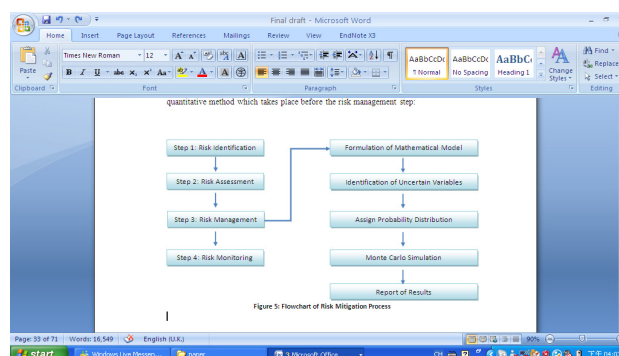 Final draft - Microsoft Word
Home Insert Page Layout References Mailings Review View EndNote X3
Times New Roman 12
Paste
AaBbCcDc AaBbCcDc AaBbC
¶ Normal No Spacing Heading 1
Change Styles
Find
Replace
Select
Clipboard Font Paragraph Styles Editing
quantitative method which takes place before the risk management step:
Step 1: Risk Identification
Step 2: Risk Assessment
Step 3: Risk Management
Step 4: Risk Monitoring
Formulation of Mathematical Model
Identification of Uncertain Variables
Assign Probability Distribution
Monte Carlo Simulation
Report of Results
Figure 5: Flowchart of Risk Mitigation Process
Page: 33 of 71 Words: 16,549 English (U.K.) 90%
start Windows Live Messen... paper 3 Microsoft Office CH